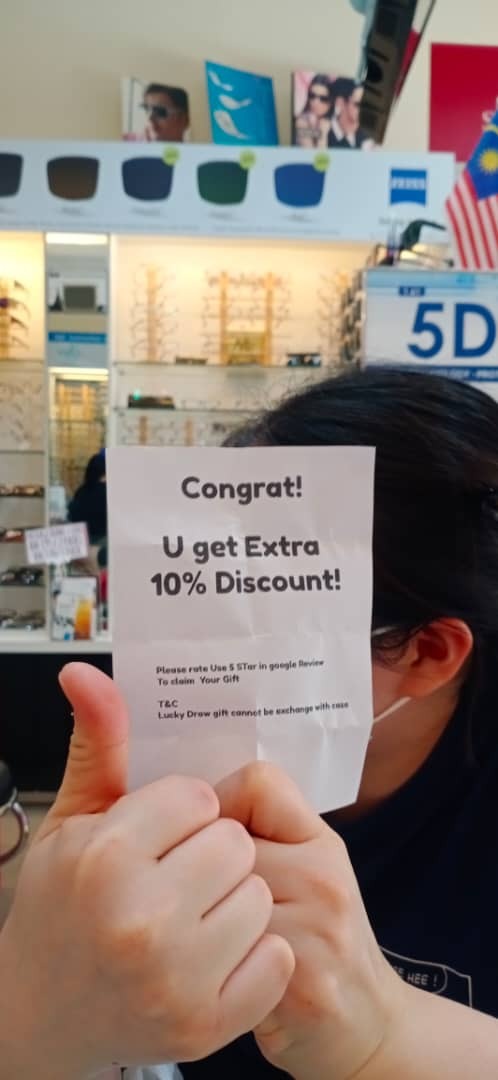 ZEISS
5D
Congrat!
U get Extra
10% Discount!
Please rate Use 5 STar in google Review
To claim Your Gift
T&C
Lucky Draw gift cannot be exchange with case
HEE !